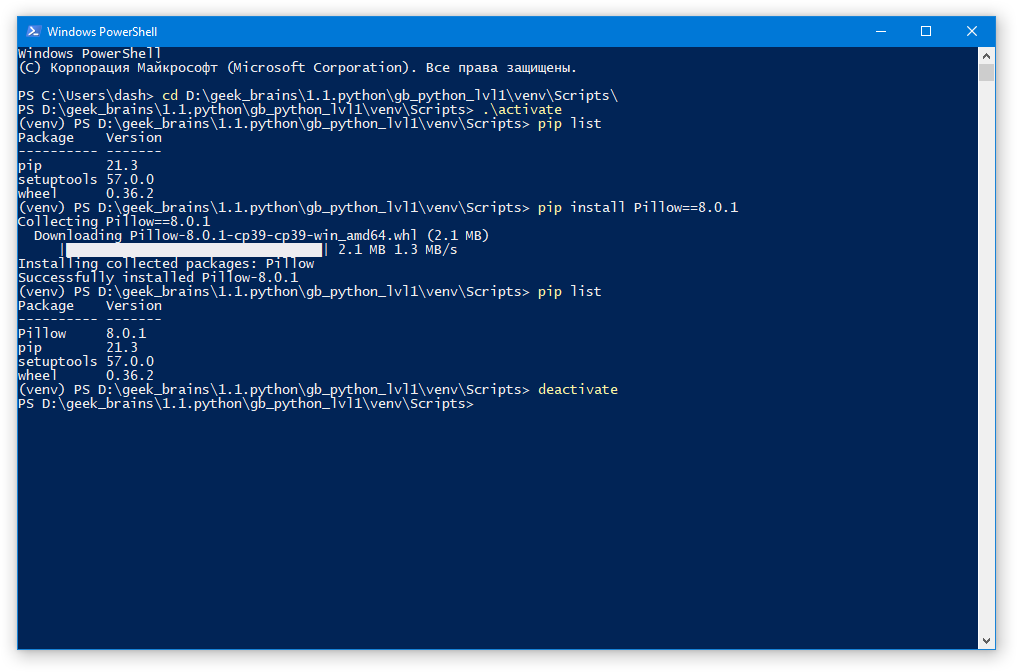 Windows PowerShell
Windows PowerShell
(C) Корпорация Майкрософт (Microsoft Corporation). Все права защищены.
PS C:\Users\dash> cd D:\geek_brains\1.1.python\gb_python_lvl1\venv\Scripts\
PS D:\geek_brains\1.1.python\gb_python_lvl1\venv\Scripts> .\activate
(venv) PS D:\geek_brains\1.1.python\gb_python_lvl1\venv\Scripts> pip list
Package    Version
---------- -------
pip        21.3
setuptools 57.0.0
wheel      0.36.2
(venv) PS D:\geek_brains\1.1.python\gb_python_lvl1\venv\Scripts> pip install Pillow==8.0.1
Collecting Pillow==8.0.1
  Downloading Pillow-8.0.1-cp39-cp39-win_amd64.whl (2.1 MB)
     |████████████████████████████████| 2.1 MB 1.3 MB/s
Installing collected packages: Pillow
Successfully installed Pillow-8.0.1
(venv) PS D:\geek_brains\1.1.python\gb_python_lvl1\venv\Scripts> pip list
Package    Version
---------- -------
Pillow     8.0.1
pip        21.3
setuptools 57.0.0
wheel      0.36.2
(venv) PS D:\geek_brains\1.1.python\gb_python_lvl1\venv\Scripts> deactivate
PS D:\geek_brains\1.1.python\gb_python_lvl1\venv\Scripts>